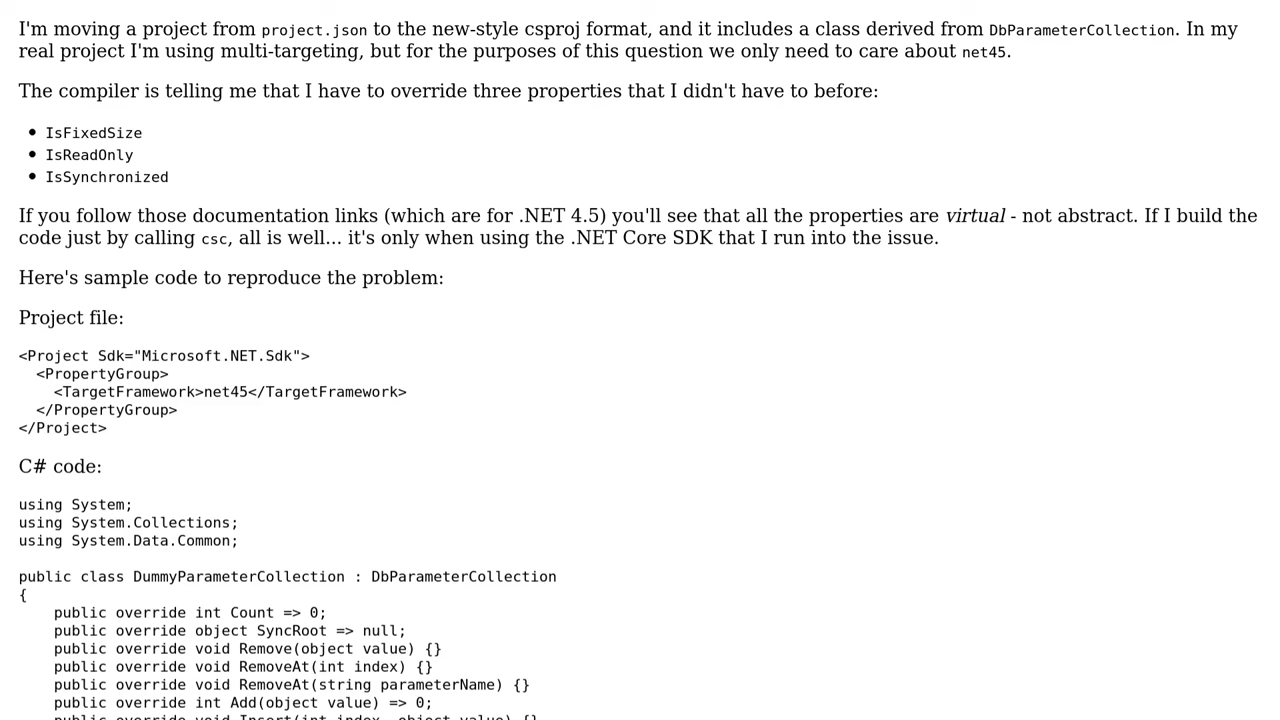 I'm moving a project from project.json to the new-style csproj format, and it includes a class derived from DbParameterCollection. In my
real project I'm using multi-targeting, but for the purposes of this question we only need to care about net45.
The compiler is telling me that I have to override three properties that I didn't have to before:
• IsFixedSize
• IsReadOnly
• IsSynchronized
If you follow those documentation links (which are for .NET 4.5) you'll see that all the properties are virtual - not abstract. If I build the
code just by calling csc, all is well... it's only when using the .NET Core SDK that I run into the issue.
Here's sample code to reproduce the problem:
Project file:
<Project Sdk="Microsoft.NET.Sdk">
  <PropertyGroup>
    <TargetFramework>net45</TargetFramework>
  </PropertyGroup>
</Project>
C# code:
using System;
using System.Collections;
using System.Data.Common;
public class DummyParameterCollection : DbParameterCollection
{
    public override int Count => 0;
    public override object SyncRoot => null;
    public override void Remove(object value) {}
    public override void RemoveAt(int index) {}
    public override void RemoveAt(string parameterName) {}
    public override int Add(object value) => 0;
    public override void Insert(int index, object value) {}